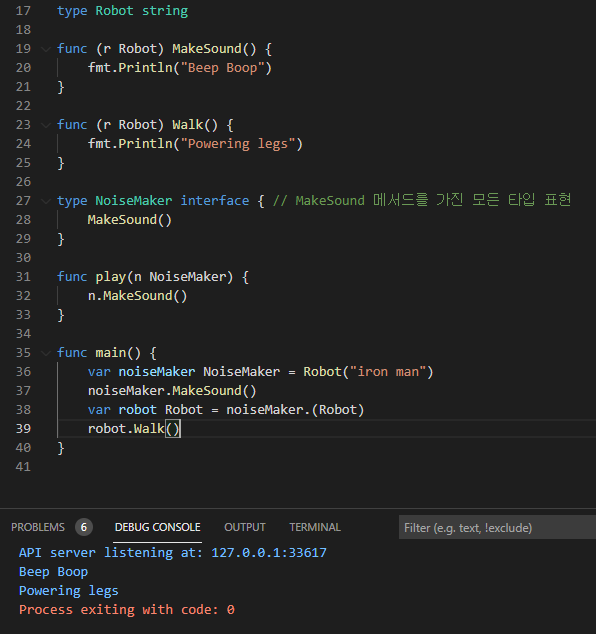 17 type Robot string
18
19 func (r Robot) MakeSound() {
20     fmt.Println("Beep Boop")
21 }
22
23 func (r Robot) Walk() {
24     fmt.Println("Powering legs")
25 }
26
27 type NoiseMaker interface { // MakeSound 메서드를 가진 모든 타입 표현
28     MakeSound()
29 }
30
31 func play(n NoiseMaker) {
32     n.MakeSound()
33 }
34
35 func main() {
36     var noiseMaker NoiseMaker = Robot("iron man")
37     noiseMaker.MakeSound()
38     var robot Robot = noiseMaker.(Robot)
39     robot.Walk()
40 }
41
PROBLEMS 6 DEBUG CONSOLE OUTPUT TERMINAL Filter (e.g. text, !exclude)
API server listening at: 127.0.0.1:33617
Beep Boop
Powering legs
Process exiting with code: 0